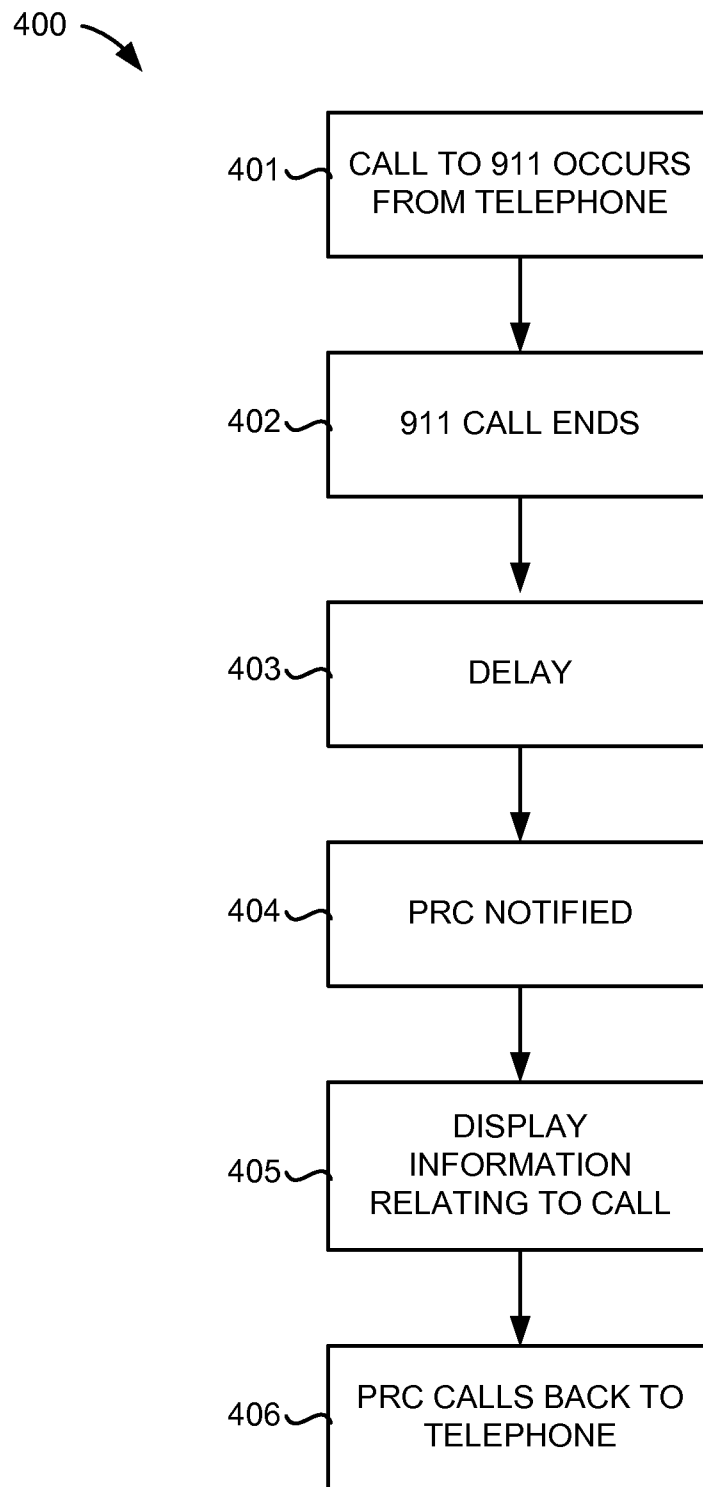 400
401
CALL TO 911 OCCURS
FROM TELEPHONE
402
911 CALL ENDS
403
DELAY
404
PRC NOTIFIED
405
DISPLAY
INFORMATION
RELATING TO CALL
406
PRC CALLS BACK TO
TELEPHONE